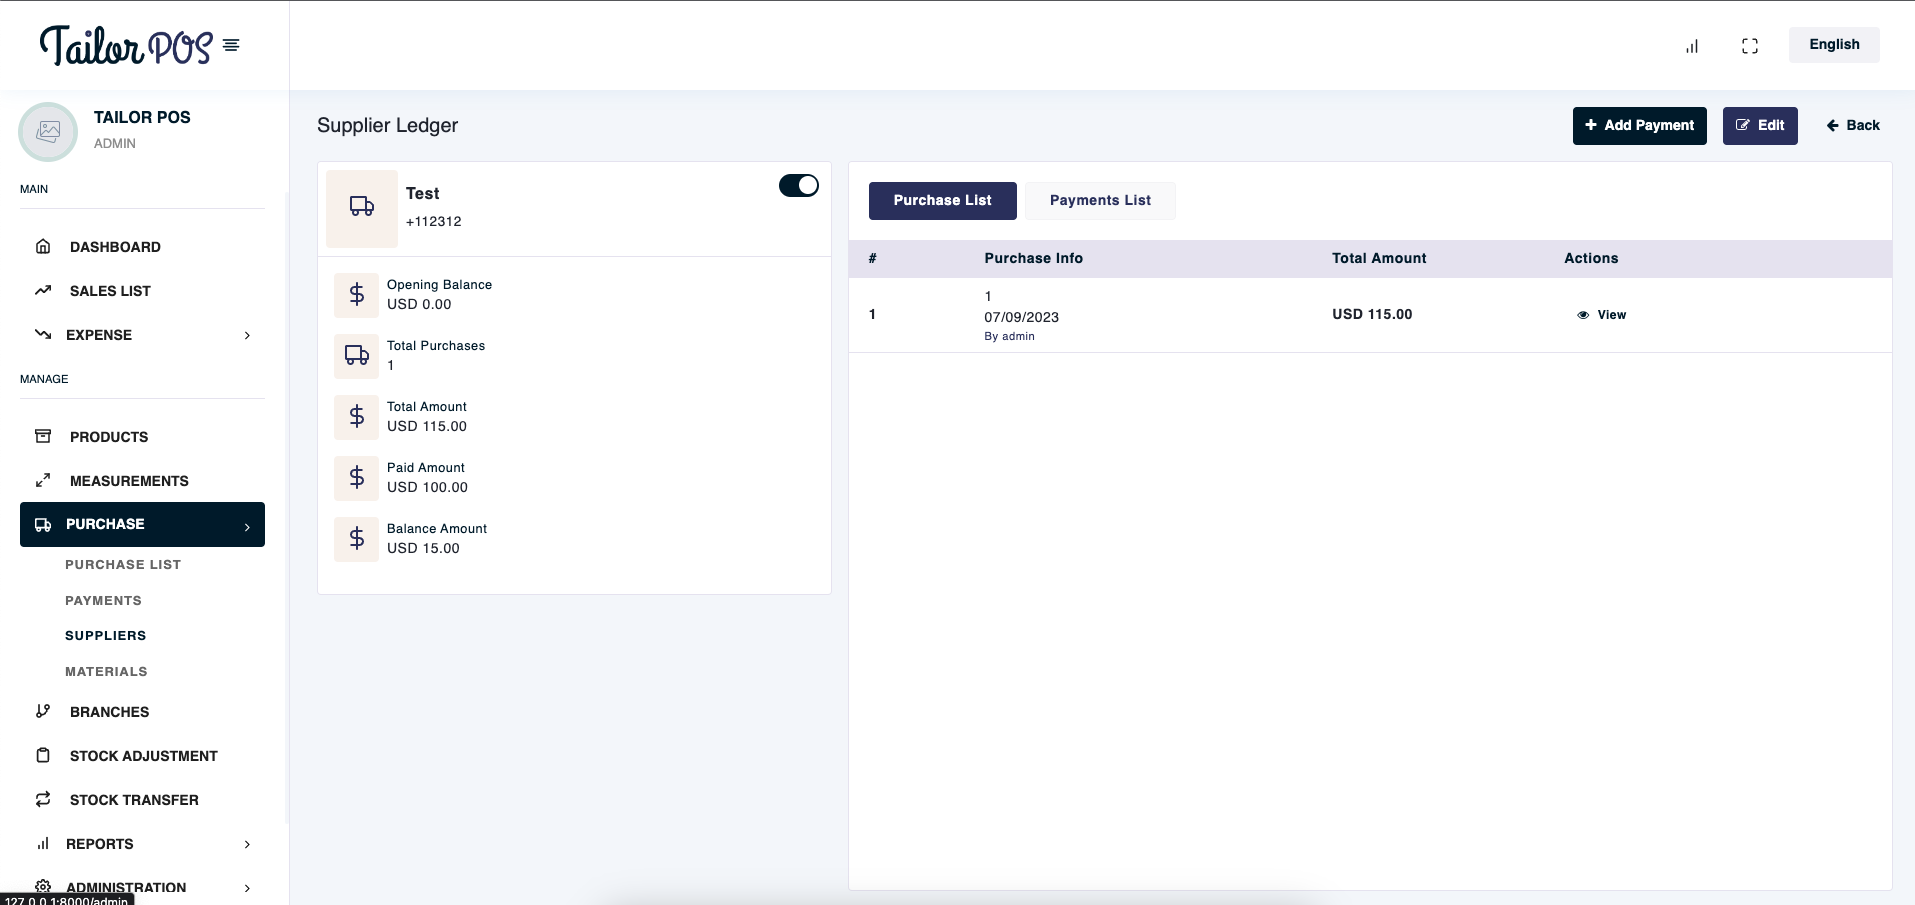 Tailor POS
English
TAILOR POS
ADMIN
MAIN
DASHBOARD
SALES LIST
EXPENSE
MANAGE
PRODUCTS
MEASUREMENTS
PURCHASE
PURCHASE LIST
PAYMENTS
SUPPLIERS
MATERIALS
BRANCHES
STOCK ADJUSTMENT
STOCK TRANSFER
REPORTS
ADMINISTRATION
127.0.0.1:8000/admin
Supplier Ledger
Add Payment
Edit
Back
Test
+112312
Opening Balance
USD 0.00
Total Purchases
1
Total Amount
USD 115.00
Paid Amount
USD 100.00
Balance Amount
USD 15.00
Purchase List
Payments List
# Purchase Info Total Amount Actions
1
1 USD 115.00 View
07/09/2023
By admin